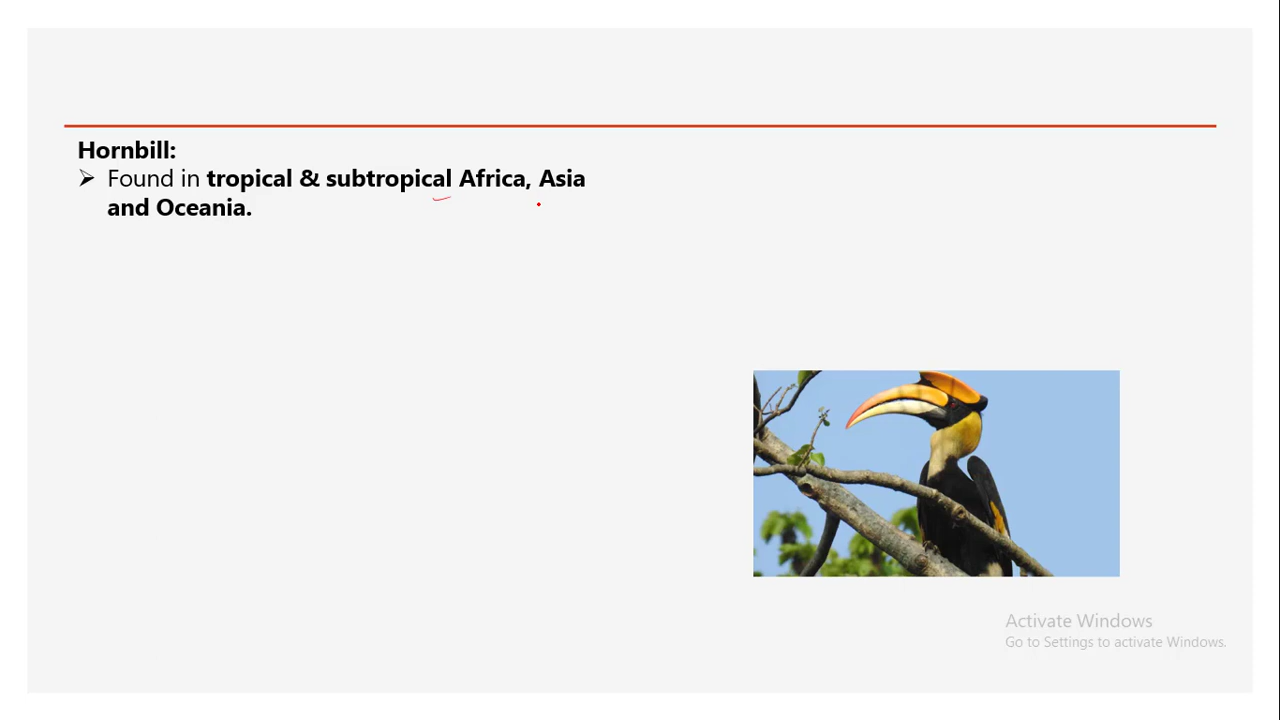 Hornbill:
➢ Found in tropical & subtropical Africa, Asia
and Oceania.
Activate Windows
Go to Settings to activate Windows.